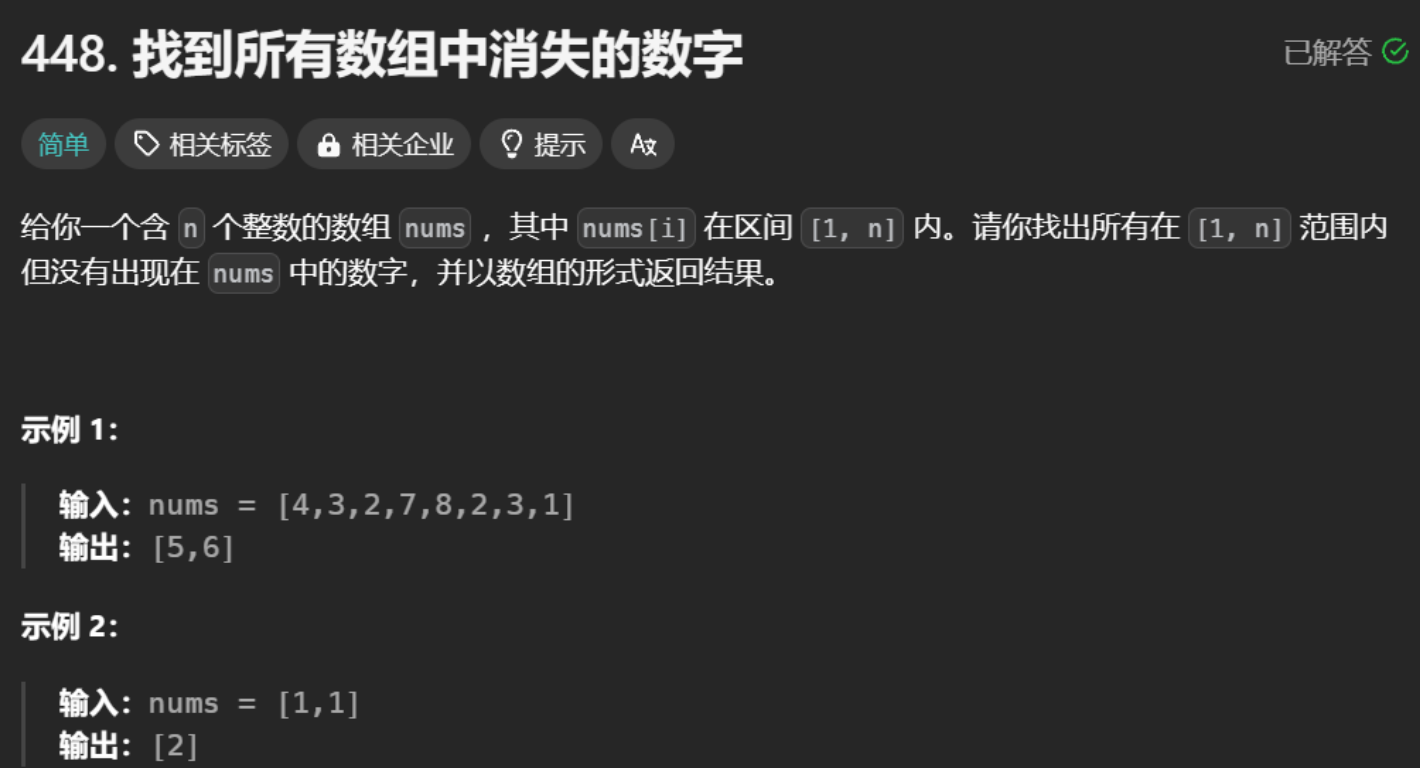 448. 找到所有数组中消失的数字
已解答
简单 相关标签 相关企业 提示
给你一个含 n 个整数的数组 nums ，其中 nums[i] 在区间 [1, n] 内。请你找出所有在 [1, n] 范围内
但没有出现在 nums 中的数字，并以数组的形式返回结果。
示例 1：
输入：nums = [4,3,2,7,8,2,3,1]
输出：[5,6]
示例 2：
输入：nums = [1,1]
输出：[2]